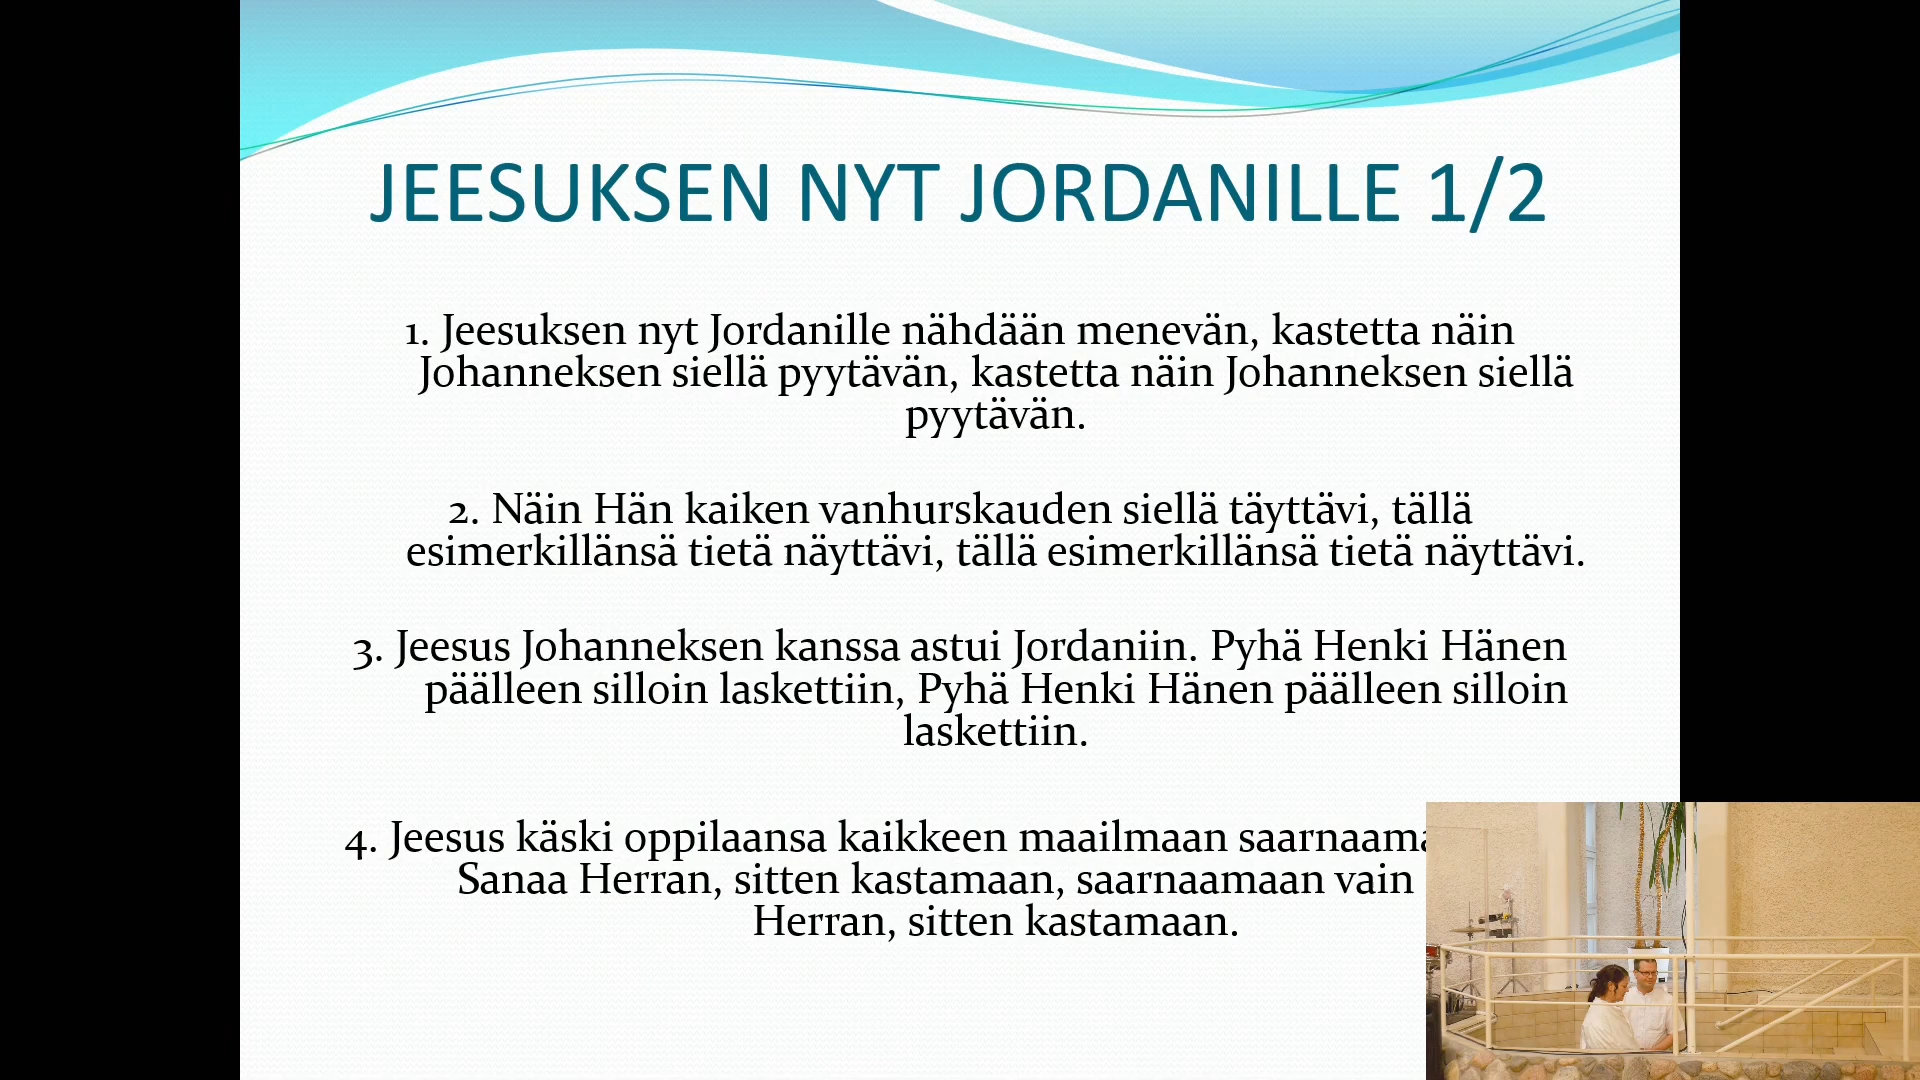 JEESUKSEN NYT JORDANILLE 1/2
1. Jeesuksen nyt Jordanille nähdään menevän, kastetta näin
Johanneksen siellä pyytävän, kastetta näin Johanneksen siellä
pyytävän.
2. Näin Hän kaiken vanhurskauden siellä täyttävi, tällä
esimerkillänsä tietä näyttävi, tällä esimerkillänsä tietä näyttävi.
3. Jeesus Johanneksen kanssa astui Jordaniin. Pyhä Henki Hänen
päälleen silloin laskettiin, Pyhä Henki Hänen päälleen silloin
laskettiin.
4. Jeesus käski oppilaansa kaikkeen maailmaan
Sanaa Herran, sitten kastamaan, saarnaamaan vain
Herran, sitten kastamaan.